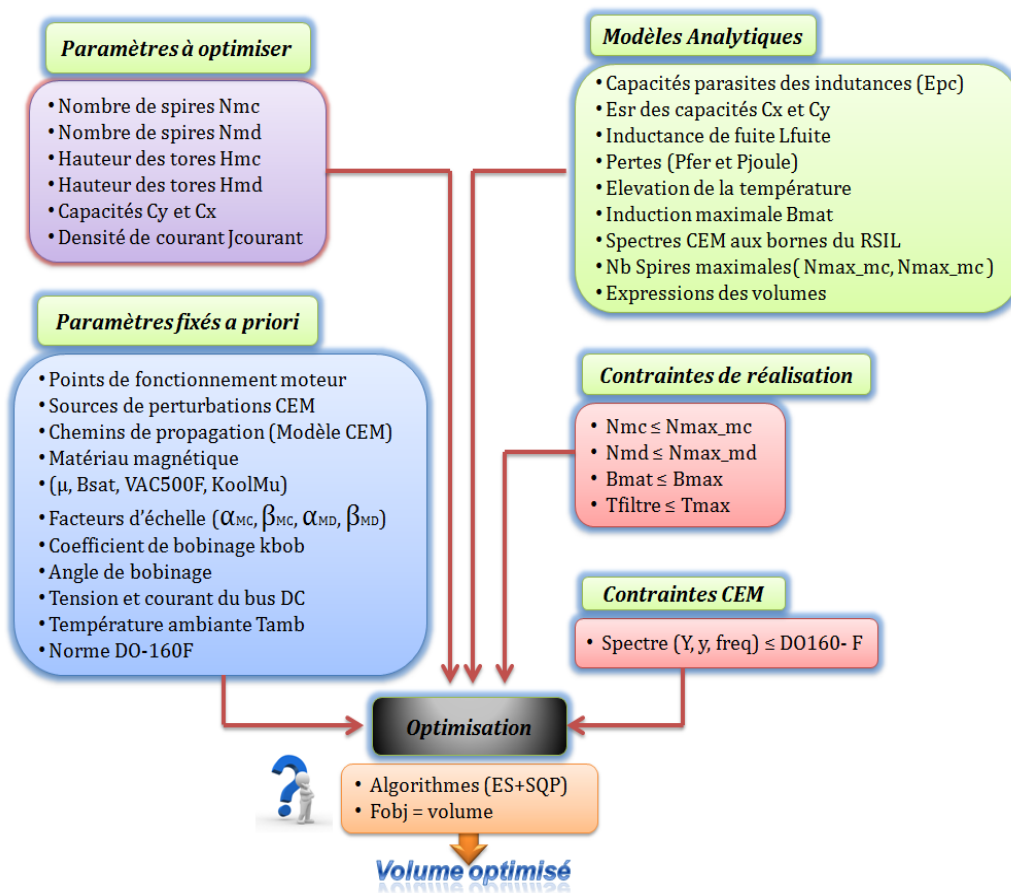 Paramètres à optimiser
• Nombre de spires Nmc
• Nombre de spires Nmd
• Hauteur des tores Hmc
• Hauteur des tores Hmd
• Capacités Cy et Cx
• Densité de courant Jcourant
Modèles Analytiques
• Capacités parasites des indutances (Epc)
• Esr des capacités Cx et Cy
• Inductance de fuite Lfuite
• Pertes (Pfer et Pjoule)
• Elevation de la température
• Induction maximale Bmat
• Spectres CEM aux bornes du RSIL
• Nb Spires maximales( Nmax_mc, Nmax_mc )
• Expressions des volumes
Paramètres fixés a priori
• Points de fonctionnement moteur
• Sources de perturbations CEM
• Chemins de propagation (Modèle CEM)
• Matériau magnétique
• (μ, Bsat, VAC500F, KoolMu)
• Facteurs d'échelle (αMC, βMC, αMD, βMD)
• Coefficient de bobinage kbob
• Angle de bobinage
• Tension et courant du bus DC
• Température ambiante Tamb
• Norme DO-160F
Contraintes de réalisation
• Nmc ≤ Nmax_mc
• Nmd ≤ Nmax_md
• Bmat ≤ Bmax
• Tfiltre ≤ Tmax
Contraintes CEM
• Spectre (Y, y, freq) ≤ DO160- F
Optimisation
• Algorithmes (ES+SQP)
• Fobj = volume
Volume optimisé